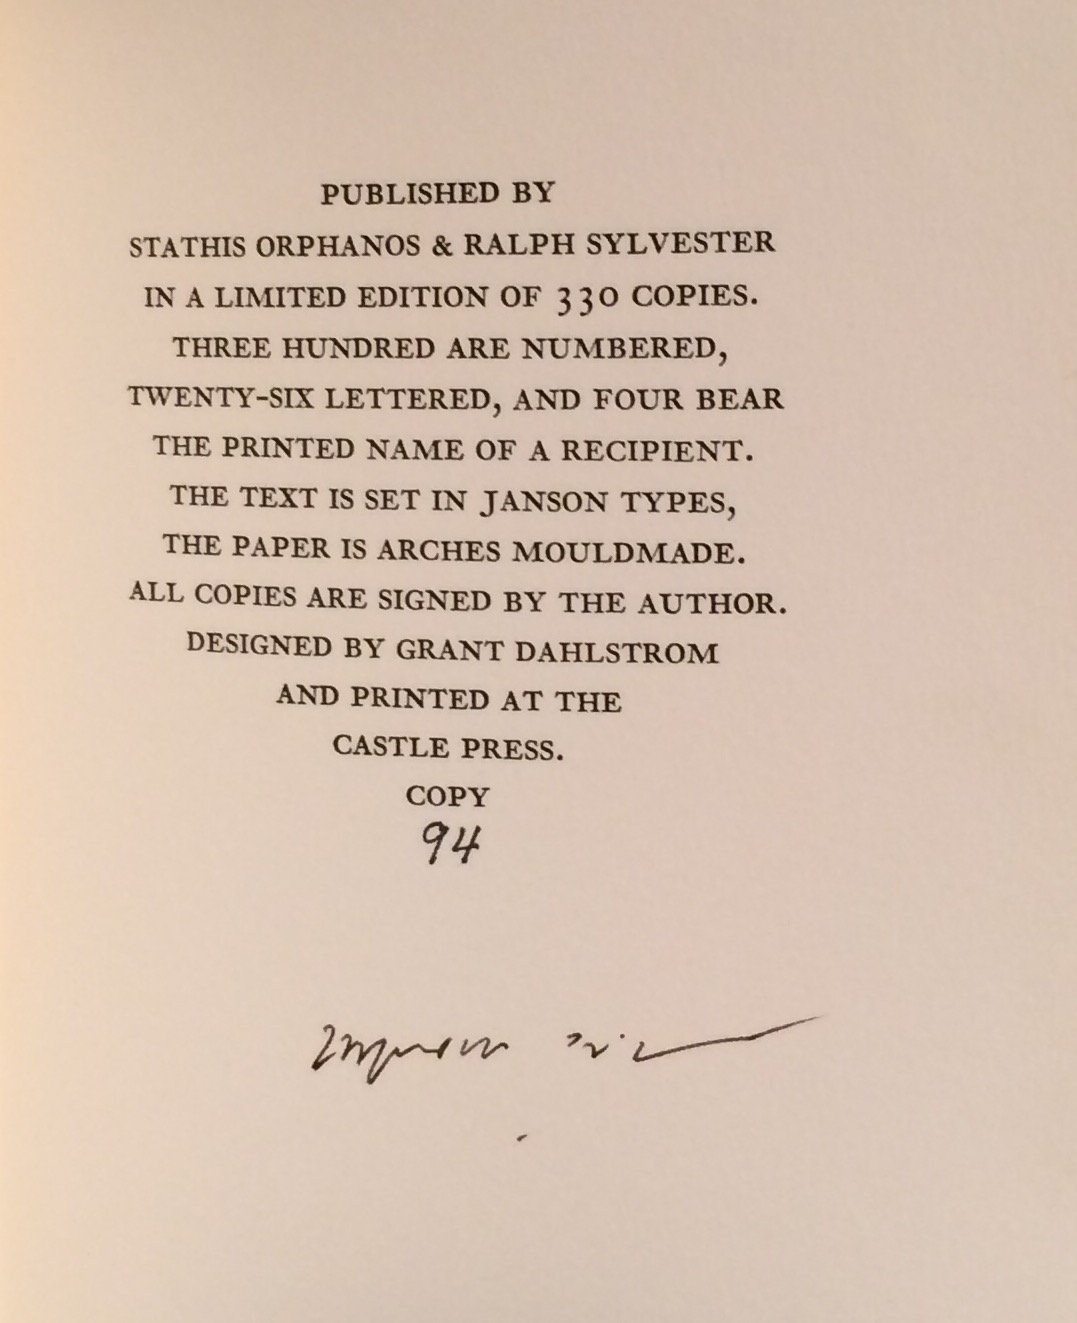 PUBLISHED BY
STATHIS ORPHANOS & RALPH SYLVESTER
IN A LIMITED EDITION OF 330 COPIES.
THREE HUNDRED ARE NUMBERED,
TWENTY-SIX LETTERED, AND FOUR BEAR
THE PRINTED NAME OF A RECIPIENT.
THE TEXT IS SET IN JANSON TYPES,
THE PAPER IS ARCHES MOULDMADE.
ALL COPIES ARE SIGNED BY THE AUTHOR.
DESIGNED BY GRANT DAHLSTROM
AND PRINTED AT THE
CASTLE PRESS.
COPY
94